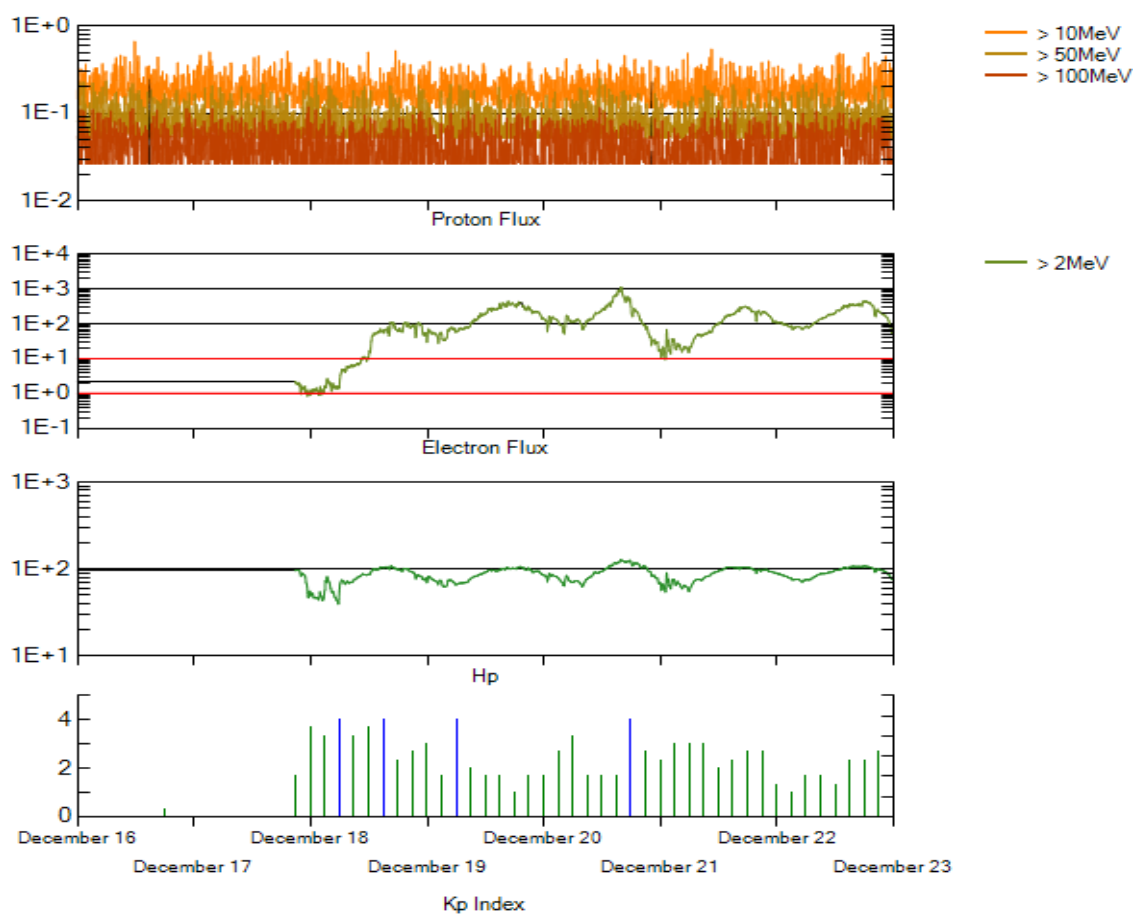 1E+0
1E-1
1E-2
Proton Flux
> 10MeV
> 50MeV
> 100MeV
1E+4
1E+3
1E+2
1E+1
1E+0
1E-1
Electron Flux
> 2MeV
1E+3
1E+2
1E+1
Hp
4
2
0
December 16
December 18
December 20
December 22
December 17
December 19
December 21
December 23
Kp Index